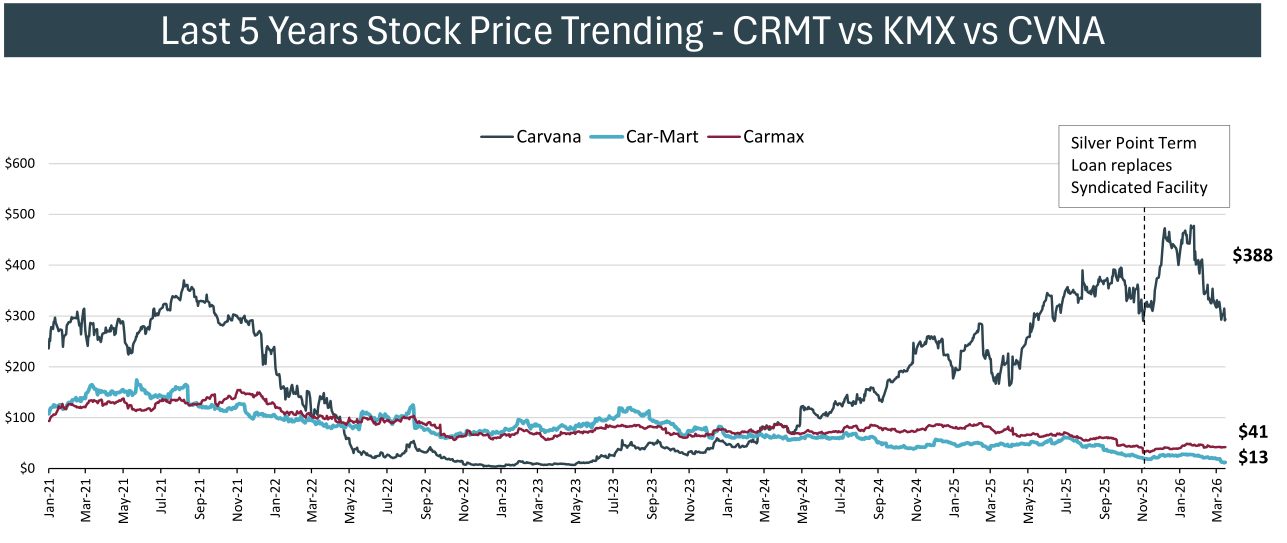 Last 5 Years Stock Price Trending - CRMT vs KMX vs CVNA
Carvana Car-Mart Carmax
Silver Point Term
Loan replaces
Syndicated Facility
$600
$500
$400
$300
$200
$100
$0
$388
$41
$13
Jan-21 Mar-21 May-21 Jul-21 Sep-21 Nov-21 Jan-22 Mar-22 May-22 Jul-22 Sep-22 Nov-22 Jan-23 Mar-23 May-23 Jul-23 Sep-23 Nov-23 Jan-24 Mar-24 May-24 Jul-24 Sep-24 Nov-24 Jan-25 Mar-25 May-25 Jul-25 Sep-25 Nov-25 Jan-26 Mar-26